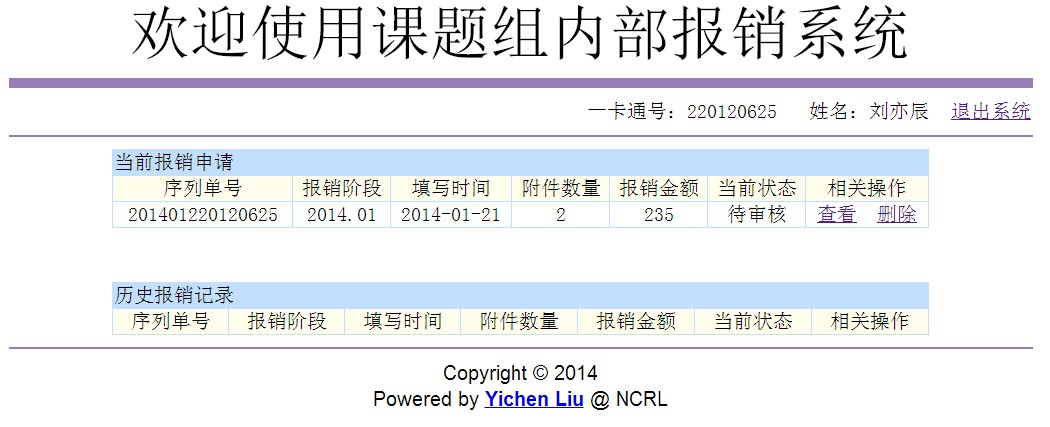 欢迎使用课题组内部报销系统
一卡通号：220120625 姓名：刘亦辰 退出系统
当前报销申请
序列单号 报销阶段 填写时间 附件数量 报销金额 当前状态 相关操作
201401220120625 2014.01 2014-01-21 2 235 待审核 查看 删除
历史报销记录
序列单号 报销阶段 填写时间 附件数量 报销金额 当前状态 相关操作
Copyright © 2014
Powered by Yichen Liu @ NCRL